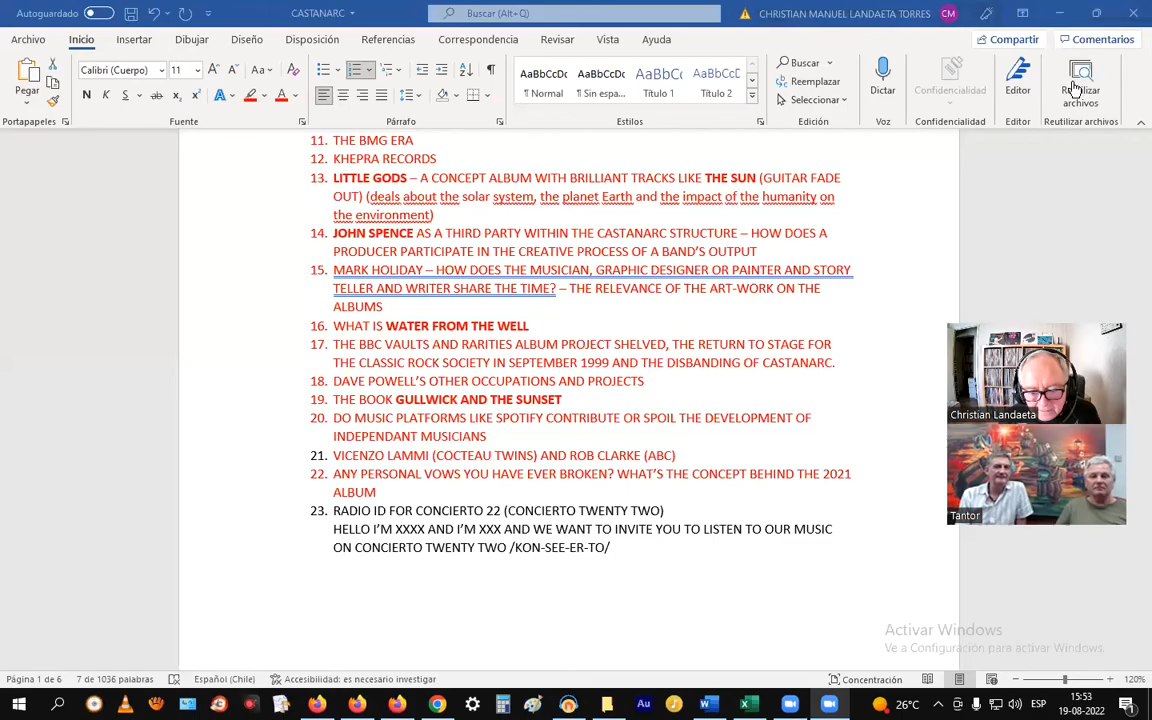 Autoguardado
CASTANARC
Buscar (Alt+Q)
CHRISTIAN MANUEL LANDAETA TORRES
CM
Archivo
Inicio
Insertar
Dibujar
Diseño
Disposición
Referencias
Correspondencia
Revisar
Vista
Ayuda
Compartir
Comentarios
Pegar
Calibri (Cuerpo)
11
Aa
N K S ab x₂ x² A A
AaBbCcDc
AaBbCcDc
AaBbC(
AaBbCcD
¶ Normal
¶ Sin espa...
Título 1
Título 2
Buscar
Reemplazar
Seleccionar
Dictar
Confidencialidad
Editor
Reutilizar
archivos
Portapapeles
Fuente
Párrafo
Estilos
Edición
Voz
Confidencialidad
Editor
Reutilizar archivos
11. THE BMG ERA
12. KHEPRA RECORDS
13. LITTLE GODS – A CONCEPT ALBUM WITH BRILLIANT TRACKS LIKE THE SUN (GUITAR FADE
OUT) (deals about the solar system, the planet Earth and the impact of the humanity on
the environment)
14. JOHN SPENCE AS A THIRD PARTY WITHIN THE CASTANARC STRUCTURE – HOW DOES A
PRODUCER PARTICIPATE IN THE CREATIVE PROCESS OF A BAND'S OUTPUT
15. MARK HOLIDAY – HOW DOES THE MUSICIAN, GRAPHIC DESIGNER OR PAINTER AND STORY
TELLER AND WRITER SHARE THE TIME? – THE RELEVANCE OF THE ART-WORK ON THE
ALBUMS
16. WHAT IS WATER FROM THE WELL
17. THE BBC VAULTS AND RARITIES ALBUM PROJECT SHELVED, THE RETURN TO STAGE FOR
THE CLASSIC ROCK SOCIETY IN SEPTEMBER 1999 AND THE DISBANDING OF CASTANARC.
18. DAVE POWELL'S OTHER OCCUPATIONS AND PROJECTS
19. THE BOOK GULLWICK AND THE SUNSET
20. DO MUSIC PLATFORMS LIKE SPOTIFY CONTRIBUTE OR SPOIL THE DEVELOPMENT OF
INDEPENDANT MUSICIANS
21. VICENZO LAMMI (COCTEAU TWINS) AND ROB CLARKE (ABC)
22. ANY PERSONAL VOWS YOU HAVE EVER BROKEN? WHAT'S THE CONCEPT BEHIND THE 2021
ALBUM
23. RADIO ID FOR CONCIERTO 22 (CONCIERTO TWENTY TWO)
HELLO I'M XXXX AND I'M XXX AND WE WANT TO INVITE YOU TO LISTEN TO OUR MUSIC
ON CONCIERTO TWENTY TWO /KON-SEE-ER-TO/
Christian Landaeta
Tantor
Activar Windows
Ve a Configuración para activar Windows.
Página 1 de 6
7 de 1036 palabras
Español (Chile)
Accesibilidad: es necesario investigar
Concentración
120%
26°C
ESP
15:53
19-08-2022